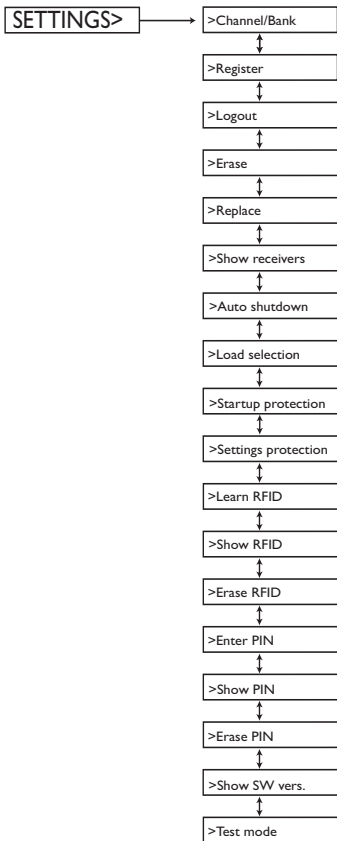 SETTINGS>
>Channel/Bank
>Register
>Logout
>Erase
>Replace
>Show receivers
>Auto shutdown
>Load selection
>Startup protection
>Settings protection
>Learn RFID
>Show RFID
>Erase RFID
>Enter PIN
>Show PIN
>Erase PIN
>Show SW vers.
>Test mode